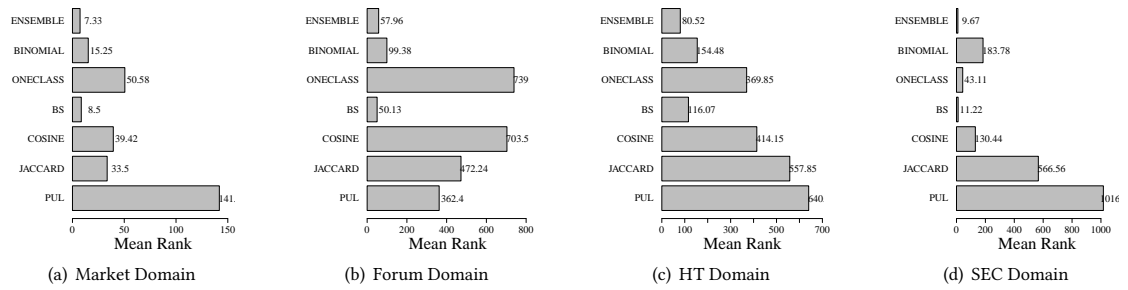 ENSEMBLE 7.33
BINOMIAL 15.25
ONECLASS 50.58
BS 8.5
COSINE 39.42
JACCARD 33.5
PUL 141.
0 50 100 150
Mean Rank
(a) Market Domain
ENSEMBLE 57.96
BINOMIAL 99.38
ONECLASS 739
BS 50.13
COSINE 703.5
JACCARD 472.24
PUL 362.4
0 200 400 600 800
Mean Rank
(b) Forum Domain
ENSEMBLE 80.52
BINOMIAL 154.48
ONECLASS 369.85
BS 116.07
COSINE 414.15
JACCARD 557.85
PUL 640.
0 100 300 500 700
Mean Rank
(c) HT Domain
ENSEMBLE 9.67
BINOMIAL 183.78
ONECLASS 43.11
BS 11.22
COSINE 130.44
JACCARD 566.56
PUL 1016
0 200 400 600 800 1000
Mean Rank
(d) SEC Domain